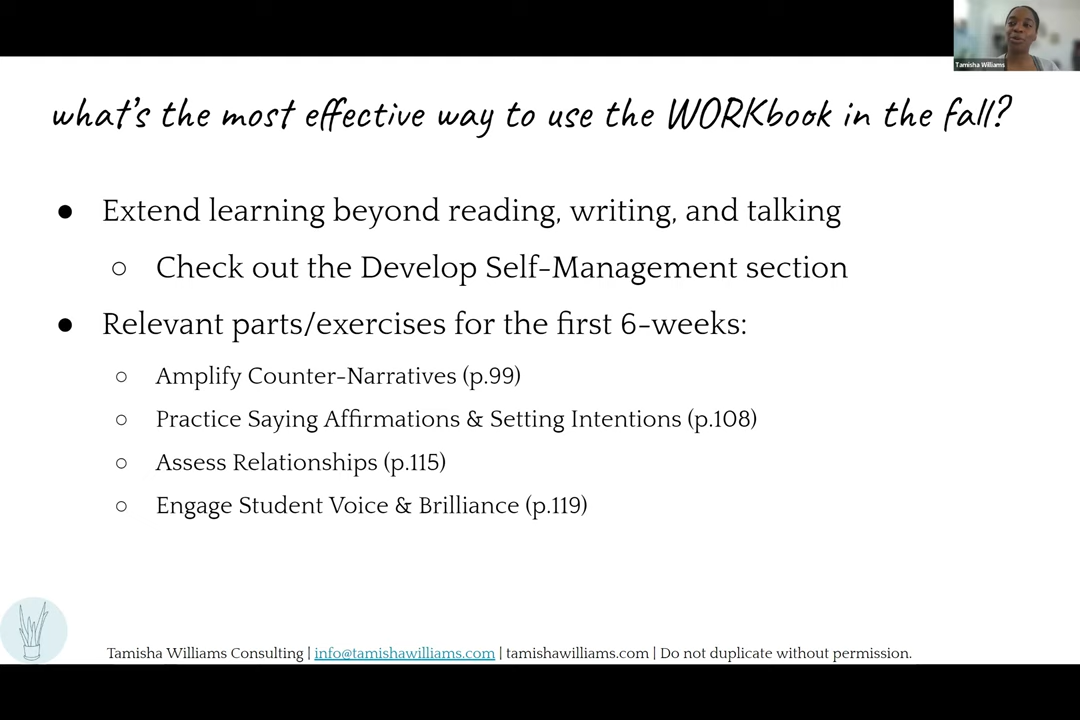 Tamisha Williams
what's the most effective way to use the WORKbook in the fall?
● Extend learning beyond reading, writing, and talking
○ Check out the Develop Self-Management section
● Relevant parts/exercises for the first 6-weeks:
○ Amplify Counter-Narratives (p.99)
○ Practice Saying Affirmations & Setting Intentions (p.108)
○ Assess Relationships (p.115)
○ Engage Student Voice & Brilliance (p.119)
Tamisha Williams Consulting | info@tamishawilliams.com | tamishawilliams.com | Do not duplicate without permission.